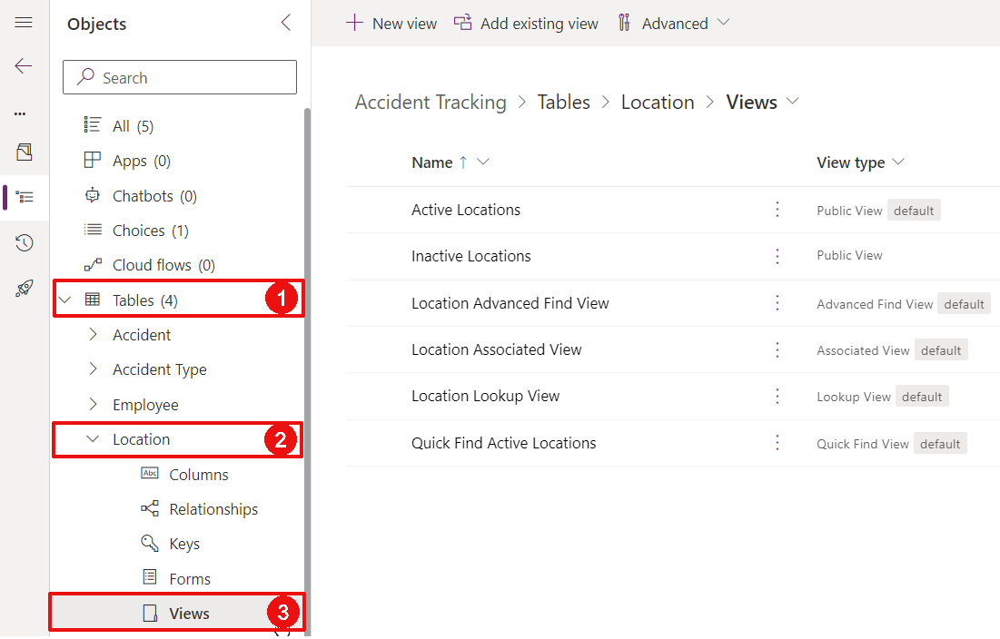 Objects
Search
All (5)
Apps (0)
Chatbots (0)
Choices (1)
Cloud flows (0)
Tables (4) 1
Accident
Accident Type
Employee
Location 2
Abc Columns
Relationships
Keys
Forms
Views 3
New view Add existing view Advanced
Accident Tracking > Tables > Location > Views
Name ↑ View type
Active Locations Public View default
Inactive Locations Public View
Location Advanced Find View Advanced Find View default
Location Associated View Associated View default
Location Lookup View Lookup View default
Quick Find Active Locations Quick Find View default